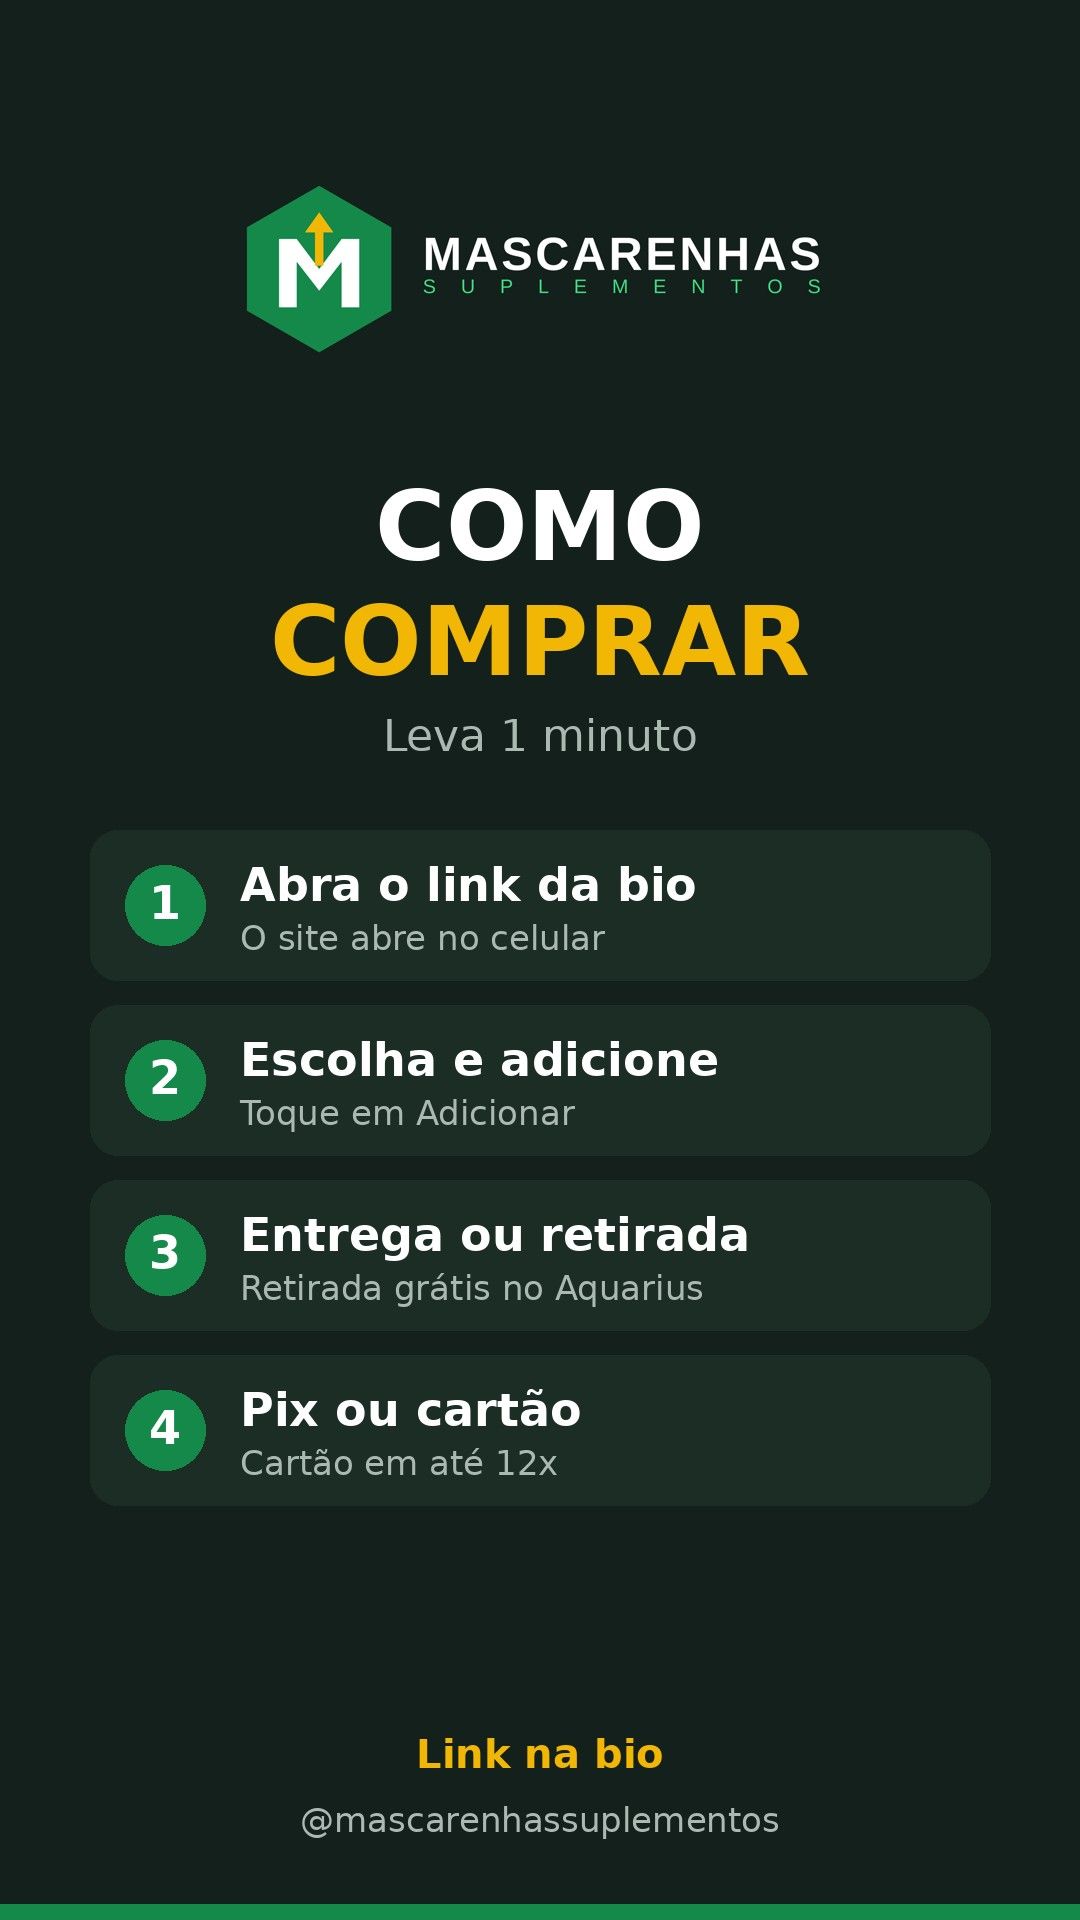 M
MASCARENHAS
SUPLEMENTOS
COMO
COMPRAR
Leva 1 minuto
1
Abra o link da bio
O site abre no celular
2
Escolha e adicione
Toque em Adicionar
3
Entrega ou retirada
Retirada grátis no Aquarius
4
Pix ou cartão
Cartão em até 12x
Link na bio
@mascarenhassuplementos